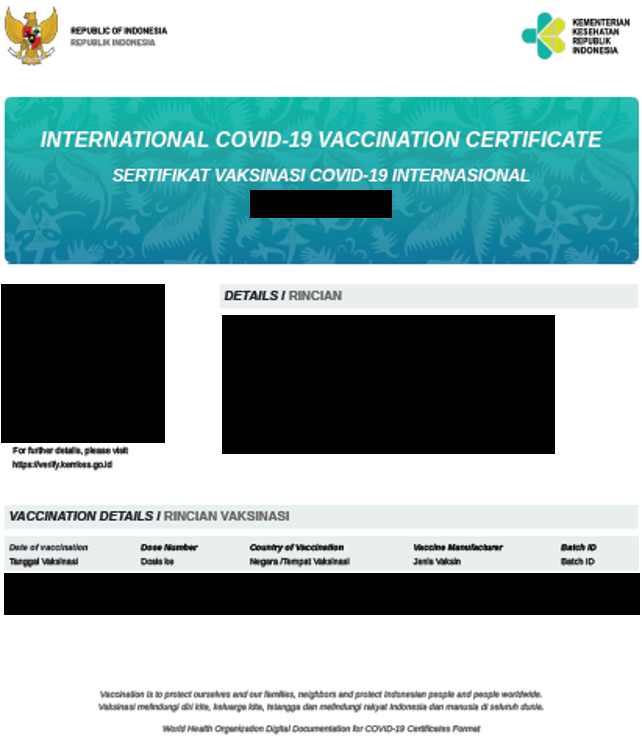 REPUBLIC OF INDONESIA
REPUBLIK INDONESIA
KEMENTERIAN
KESEHATAN
REPUBLIK
INDONESIA
INTERNATIONAL COVID-19 VACCINATION CERTIFICATE
SERTIFIKAT VAKSINASI COVID-19 INTERNASIONAL
DETAILS / RINCIAN
For further details, please visit
https://verify.kemkes.go.id
VACCINATION DETAILS / RINCIAN VAKSINASI
Date of vaccination Dose Number Country of Vaccination Vaccine Manufacturer Batch ID
Tanggal Vaksinasi Dosis ke Negara /Tempat Vaksinasi Jenis Vaksin Batch ID
Vaccination is to protect ourselves and our families, neighbors and protect Indonesian people and people worldwide.
Vaksinasi melindungi diri kita, keluarga kita, tetangga dan melindungi rakyat Indonesia dan manusia di seluruh dunia.
World Health Organization Digital Documentation for COVID-19 Certificates Format